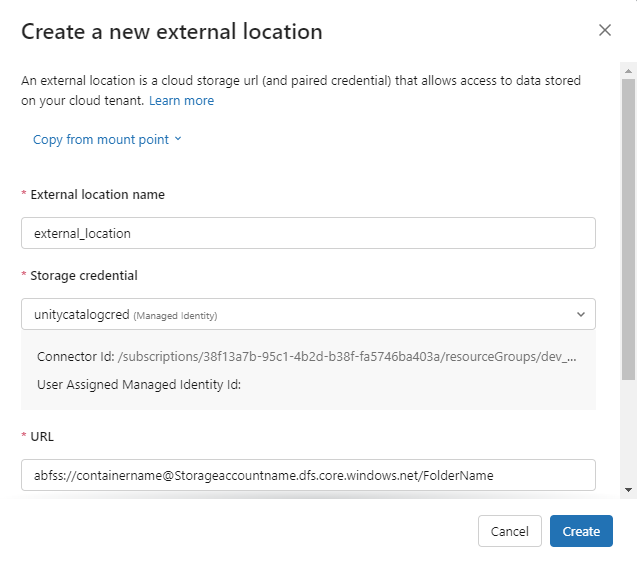 Create a new external location
An external location is a cloud storage url (and paired credential) that allows access to data stored
on your cloud tenant. Learn more
Copy from mount point
* External location name
external_location
* Storage credential
unitycatalogcred (Managed Identity)
Connector Id: /subscriptions/38f13a7b-95c1-4b2d-b38f-fa5746ba403a/resourceGroups/dev_...
User Assigned Managed Identity Id:
* URL
abfss://containername@Storageaccountname.dfs.core.windows.net/FolderName
Cancel
Create